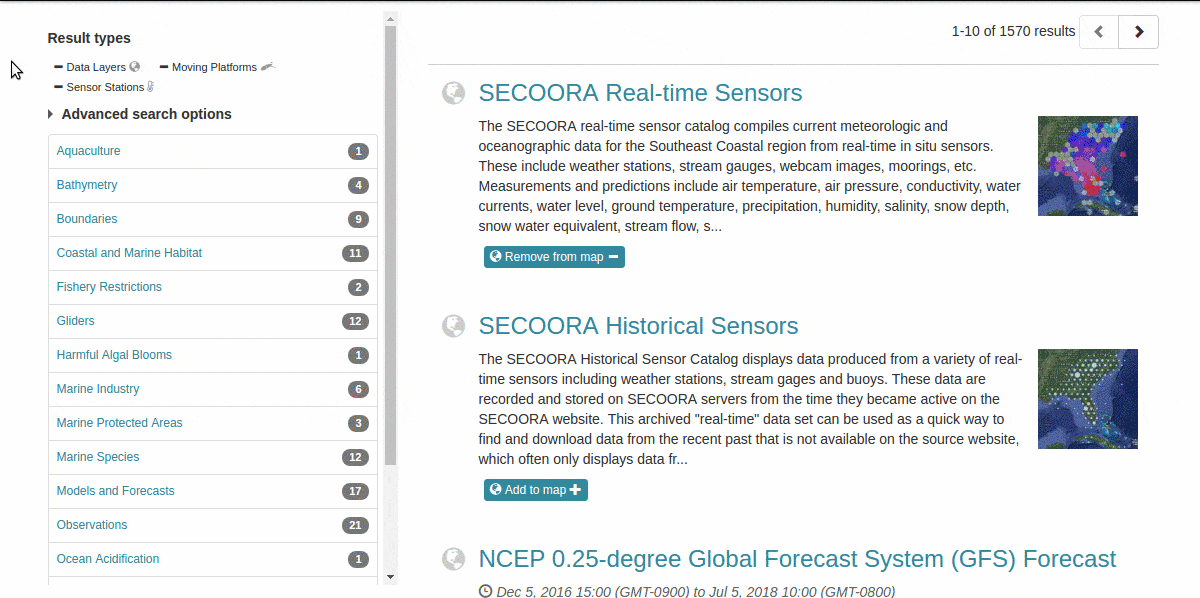 Result types
Data Layers
Moving Platforms
Sensor Stations
Advanced search options
Aquaculture 1
Bathymetry 4
Boundaries 9
Coastal and Marine Habitat 11
Fishery Restrictions 2
Gliders 12
Harmful Algal Blooms 1
Marine Industry 6
Marine Protected Areas 3
Marine Species 12
Models and Forecasts 17
Observations 21
Ocean Acidification 1
1-10 of 1570 results
SECOORA Real-time Sensors
The SECOORA real-time sensor catalog compiles current meteorologic and
oceanographic data for the Southeast Coastal region from real-time in situ sensors.
These include weather stations, stream gauges, webcam images, moorings, etc.
Measurements and predictions include air temperature, air pressure, conductivity, water
currents, water level, ground temperature, precipitation, humidity, salinity, snow depth,
snow water equivalent, stream flow, s...
Remove from map
SECOORA Historical Sensors
The SECOORA Historical Sensor Catalog displays data produced from a variety of real-
time sensors including weather stations, stream gages and buoys. These data are
recorded and stored on SECOORA servers from the time they became active on the
SECOORA website. This archived "real-time" data set can be used as a quick way to
find and download data from the recent past that is not available on the source website,
which often only displays data fr...
Add to map
NCEP 0.25-degree Global Forecast System (GFS) Forecast
Dec 5, 2016 15:00 (GMT-0900) to Jul 5, 2018 10:00 (GMT-0800)